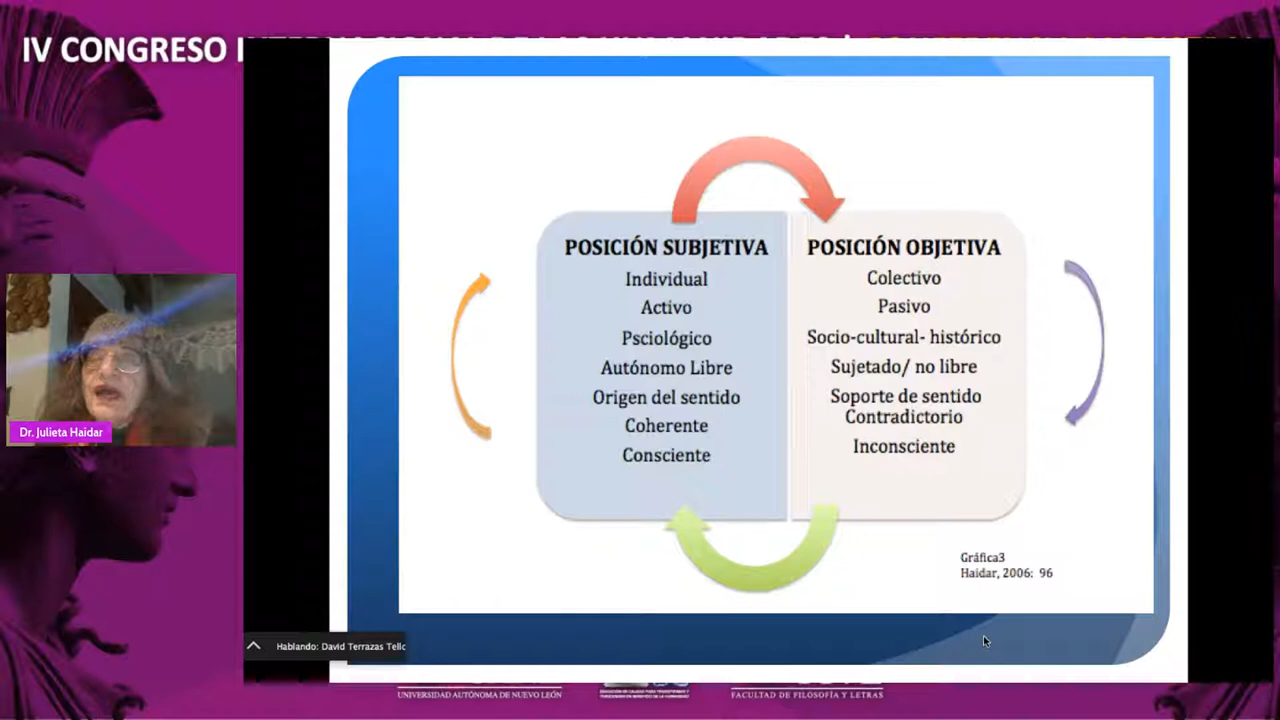 IV CONGRESO
POSICIÓN SUBJETIVA
Individual
Activo
Psciológico
Autónomo Libre
Origen del sentido
Coherente
Consciente
POSICIÓN OBJETIVA
Colectivo
Pasivo
Socio-cultural- histórico
Sujetado/ no libre
Soporte de sentido
Contradictorio
Inconsciente
Gráfica3
Haidar, 2006: 96
Dr. Julieta Haidar
Hablando: David Terrazas Tello
UNIVERSIDAD AUTÓNOMA DE NUEVO LEÓN
FACULTAD DE FILOSOFÍA Y LETRAS